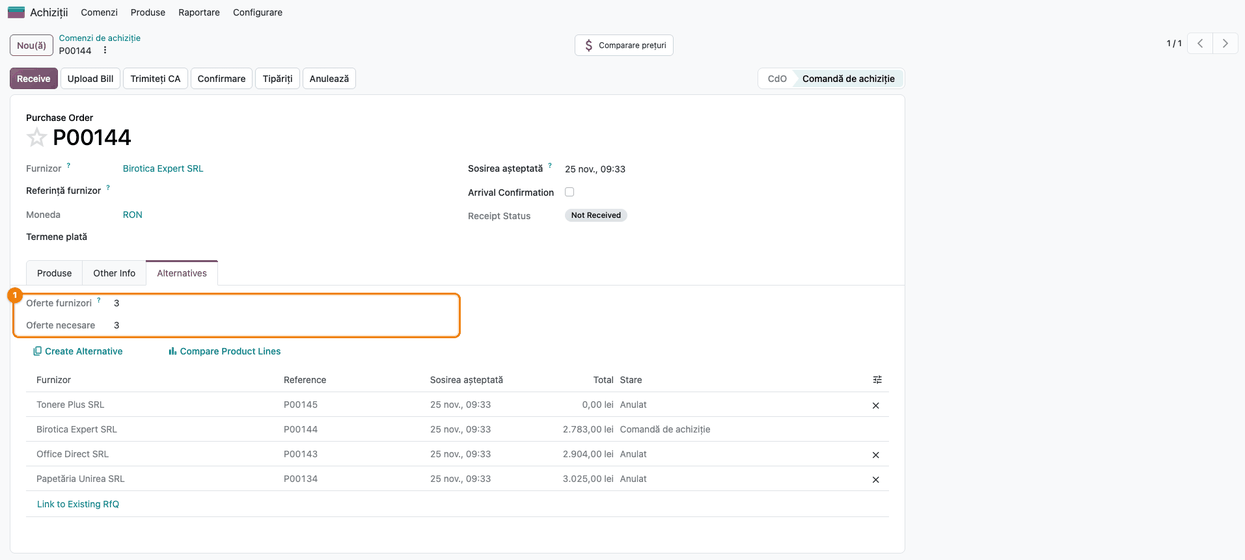 Achiziții Comenzi Produse Raportare Configurare
Nou(ă) Comenzi de achiziție
P00144
$ Comparare prețuri
1 / 1
Receive Upload Bill Trimiteți CA Confirmare Tipăriți Anulează CdO Comandă de achiziție
Purchase Order
P00144
Furnizor ? Birotica Expert SRL
Referință furnizor ?
Moneda RON
Termene plată
Sosirea așteptată ? 25 nov., 09:33
Arrival Confirmation
Receipt Status Not Received
Produse Other Info Alternatives
1
Oferte furnizori ? 3
Oferte necesare 3
Create Alternative Compare Product Lines
Furnizor Reference Sosirea așteptată Total Stare
Tonere Plus SRL P00145 25 nov., 09:33 0,00 lei Anulat
Birotica Expert SRL P00144 25 nov., 09:33 2.783,00 lei Comandă de achiziție
Office Direct SRL P00143 25 nov., 09:33 2.904,00 lei Anulat
Papetăria Unirea SRL P00134 25 nov., 09:33 3.025,00 lei Anulat
Link to Existing RfQ